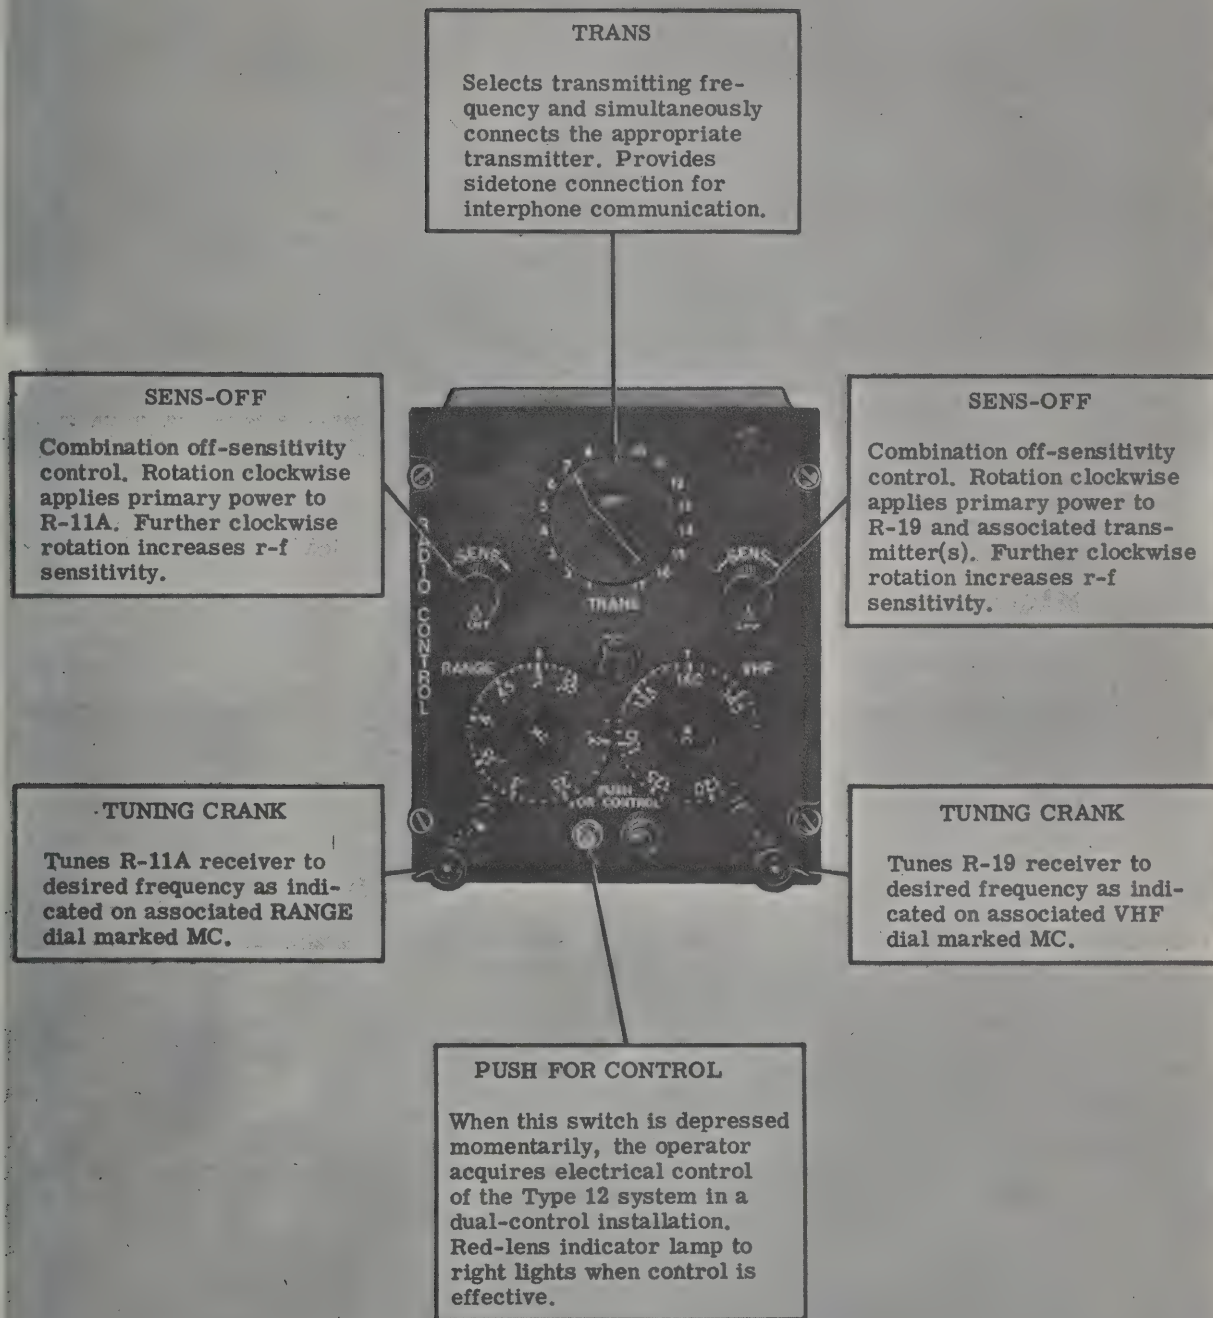 TRANS
Selects transmitting fre-
quency and simultaneously
connects the appropriate
transmitter. Provides
sidetone connection for
interphone communication.
SENS-OFF
Combination off-sensitivity
control. Rotation clockwise
applies primary power to
R-11A. Further clockwise
rotation increases r-f
sensitivity.
SENS-OFF
Combination off-sensitivity
control. Rotation clockwise
applies primary power to
R-19 and associated trans-
mitter(s). Further clockwise
rotation increases r-f
sensitivity.
RADIO CONTROL
SENS
OFF
TRANS
SENS
OFF
RANGE
VHF
PUSH
FOR CONTROL
TUNING CRANK
Tunes R-11A receiver to
desired frequency as indi-
cated on associated RANGE
dial marked MC.
TUNING CRANK
Tunes R-19 receiver to
desired frequency as indi-
cated on associated VHF
dial marked MC.
PUSH FOR CONTROL
When this switch is depressed
momentarily, the operator
acquires electrical control
of the Type 12 system in a
dual-control installation.
Red-lens indicator lamp to
right lights when control is
effective.